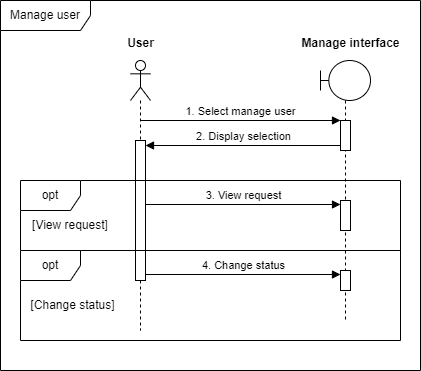 Manage user
User
Manage interface
1. Select manage user
2. Display selection
opt
3. View request
[View request]
opt
4. Change status
[Change status]